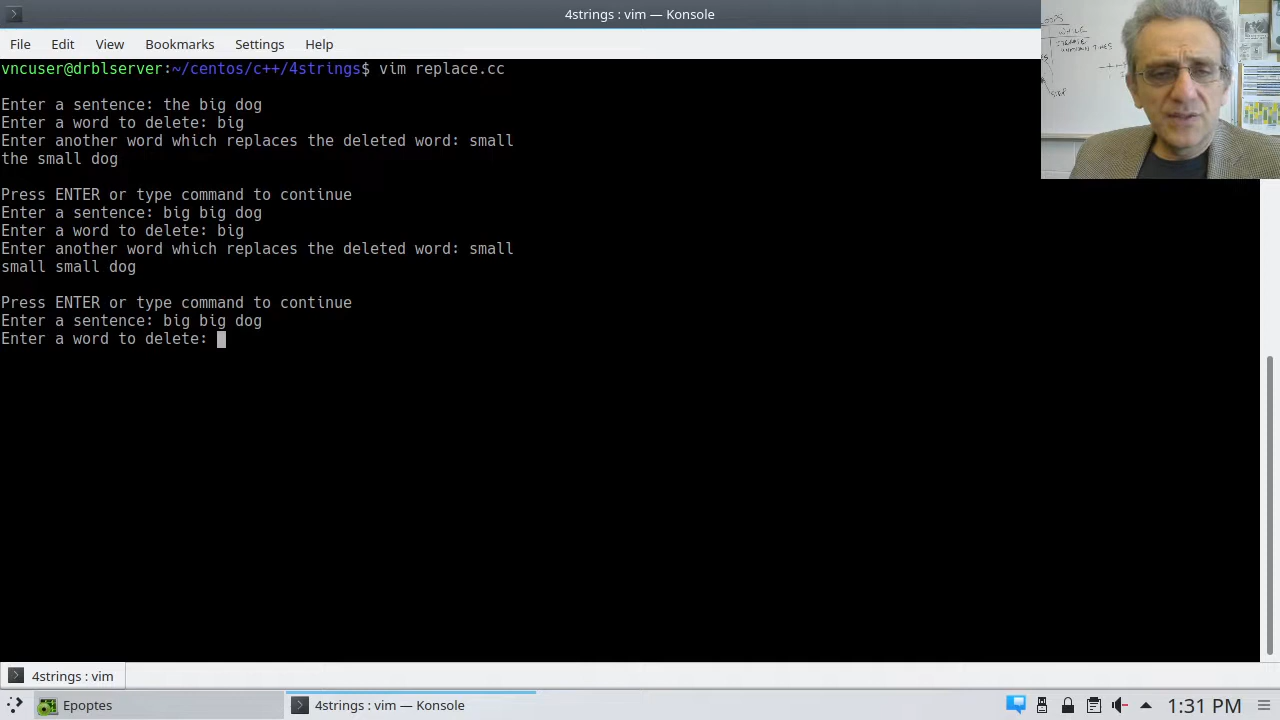 4strings : vim — Konsole
File Edit View Bookmarks Settings Help
vncuser@drblserver:~/centos/c++/4strings$ vim replace.cc
Enter a sentence: the big dog
Enter a word to delete: big
Enter another word which replaces the deleted word: small
the small dog
Press ENTER or type command to continue
Enter a sentence: big big dog
Enter a word to delete: big
Enter another word which replaces the deleted word: small
small small dog
Press ENTER or type command to continue
Enter a sentence: big big dog
Enter a word to delete:
4strings : vim
Epoptes
4strings : vim — Konsole
1:31 PM